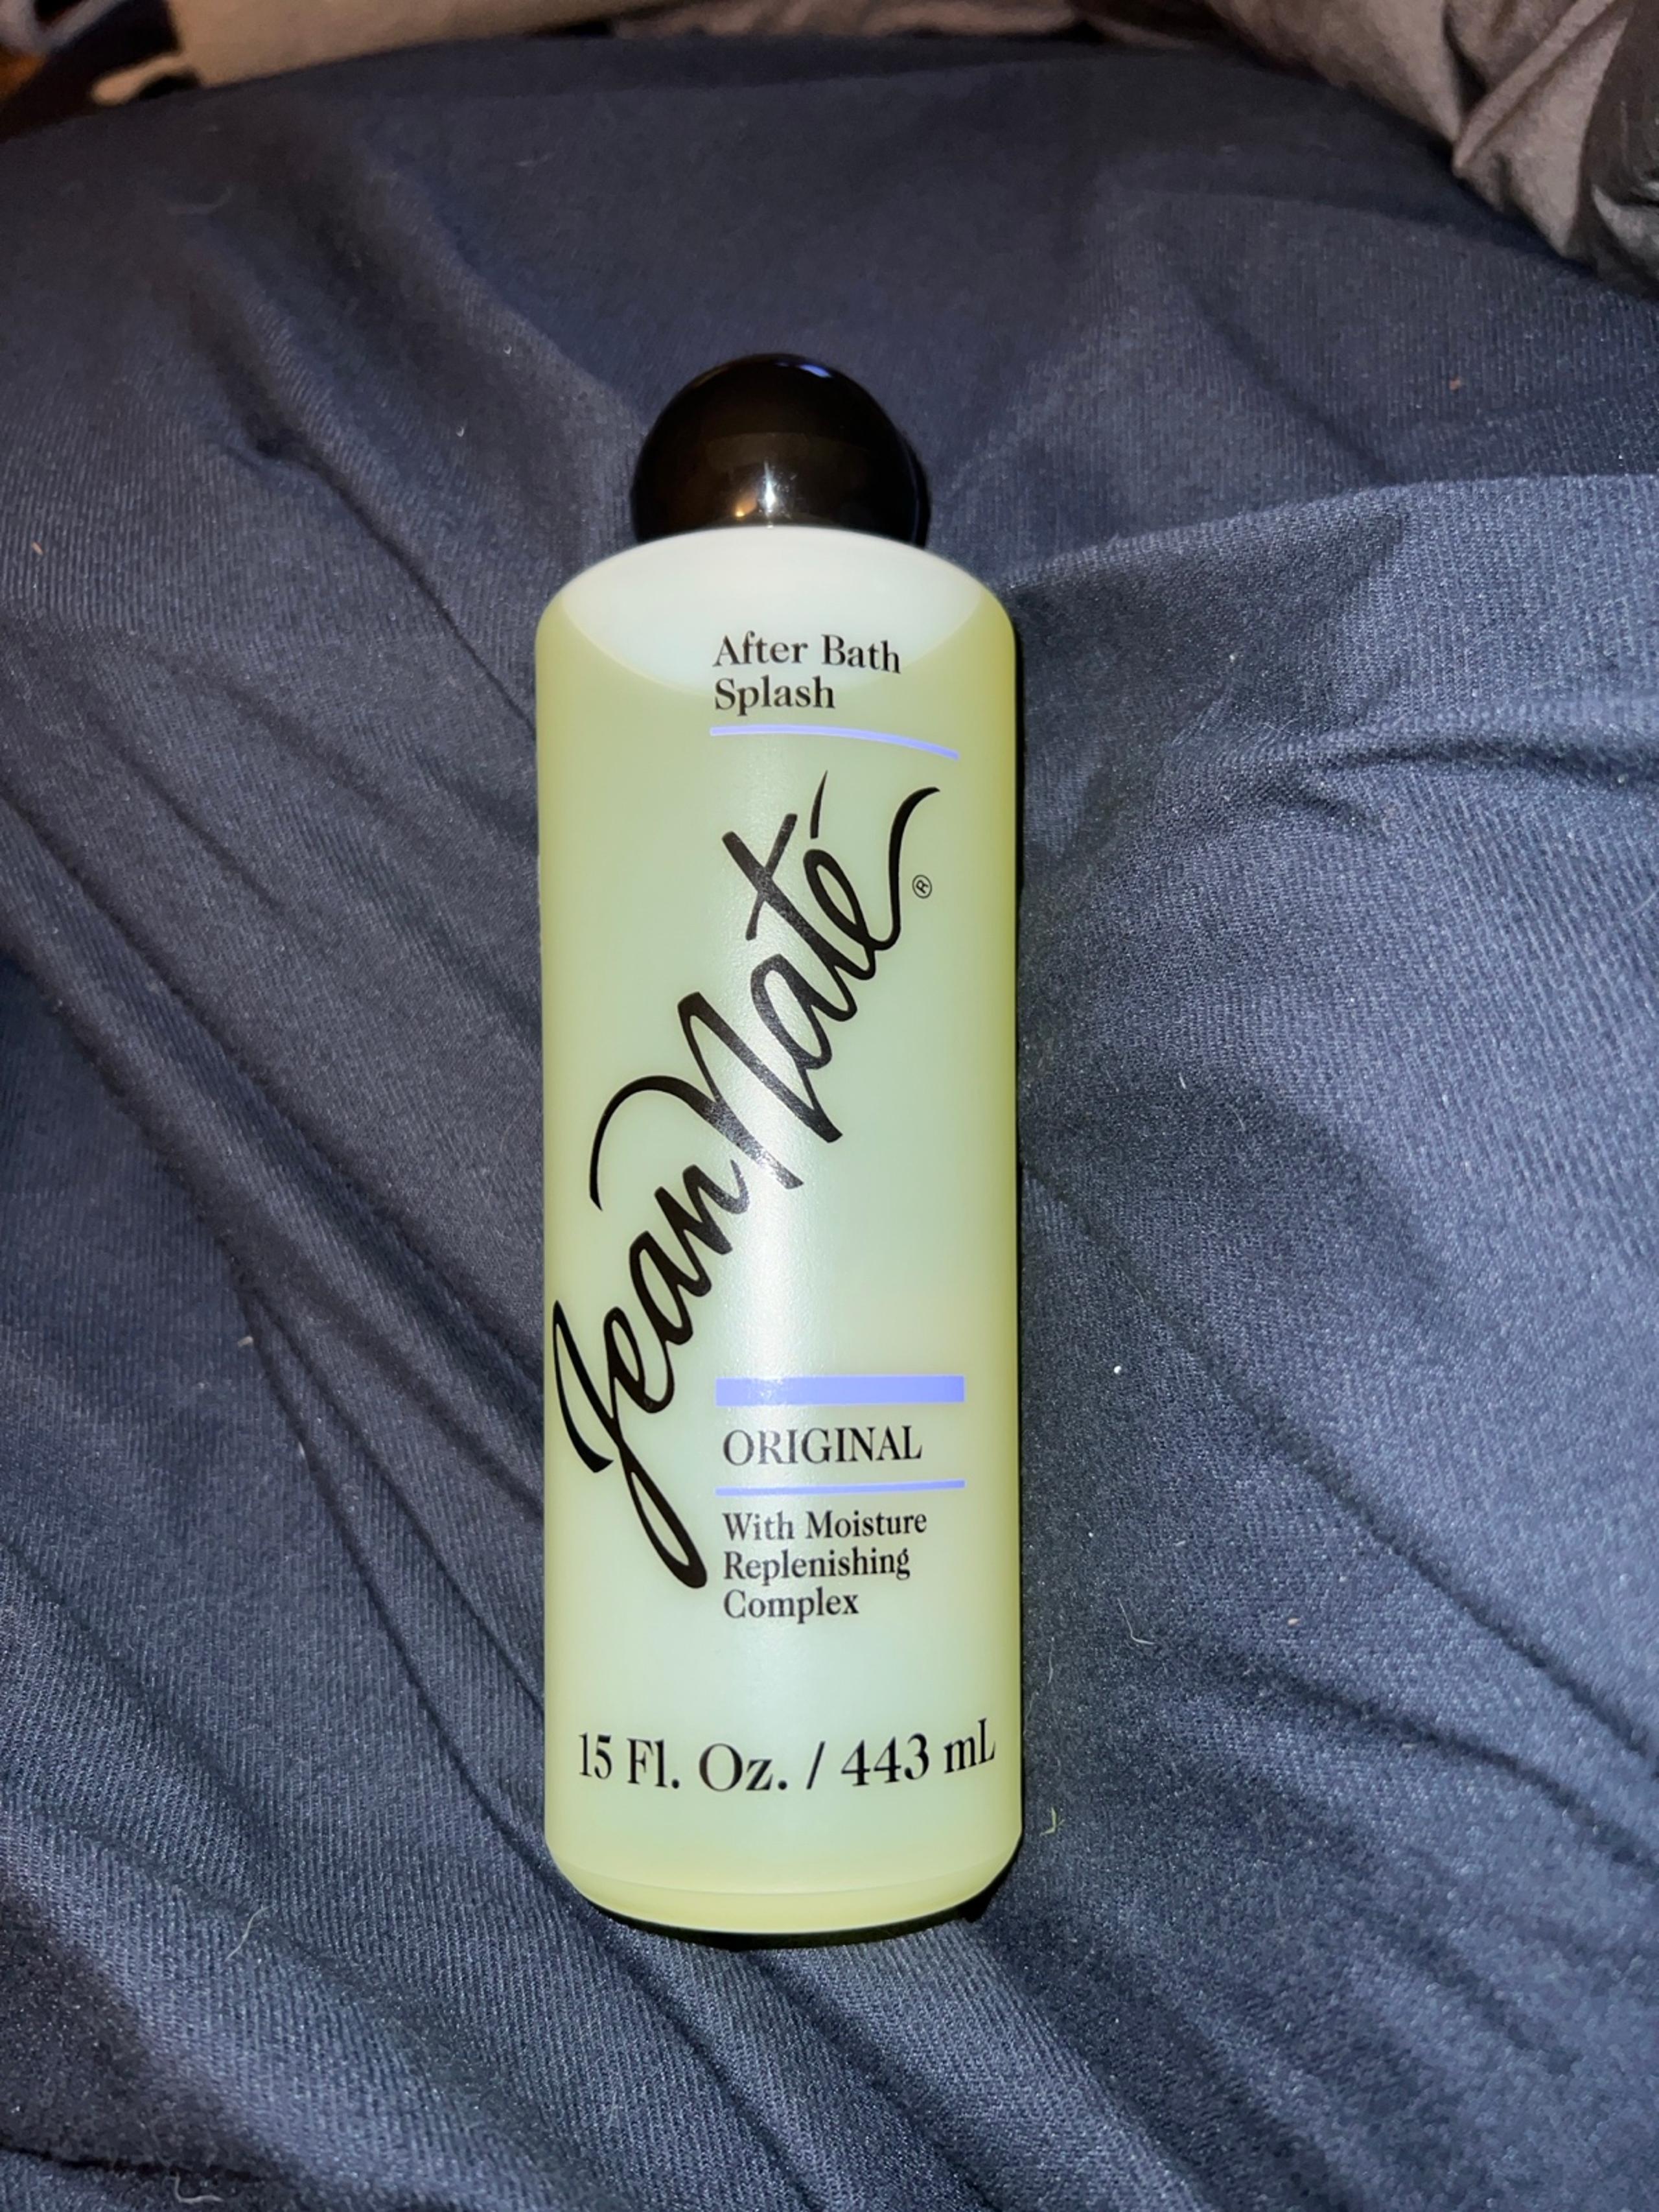 After Bath
Splash
Jean Naté®
ORIGINAL
With Moisture
Replenishing
Complex
15 Fl. Oz. / 443 mL